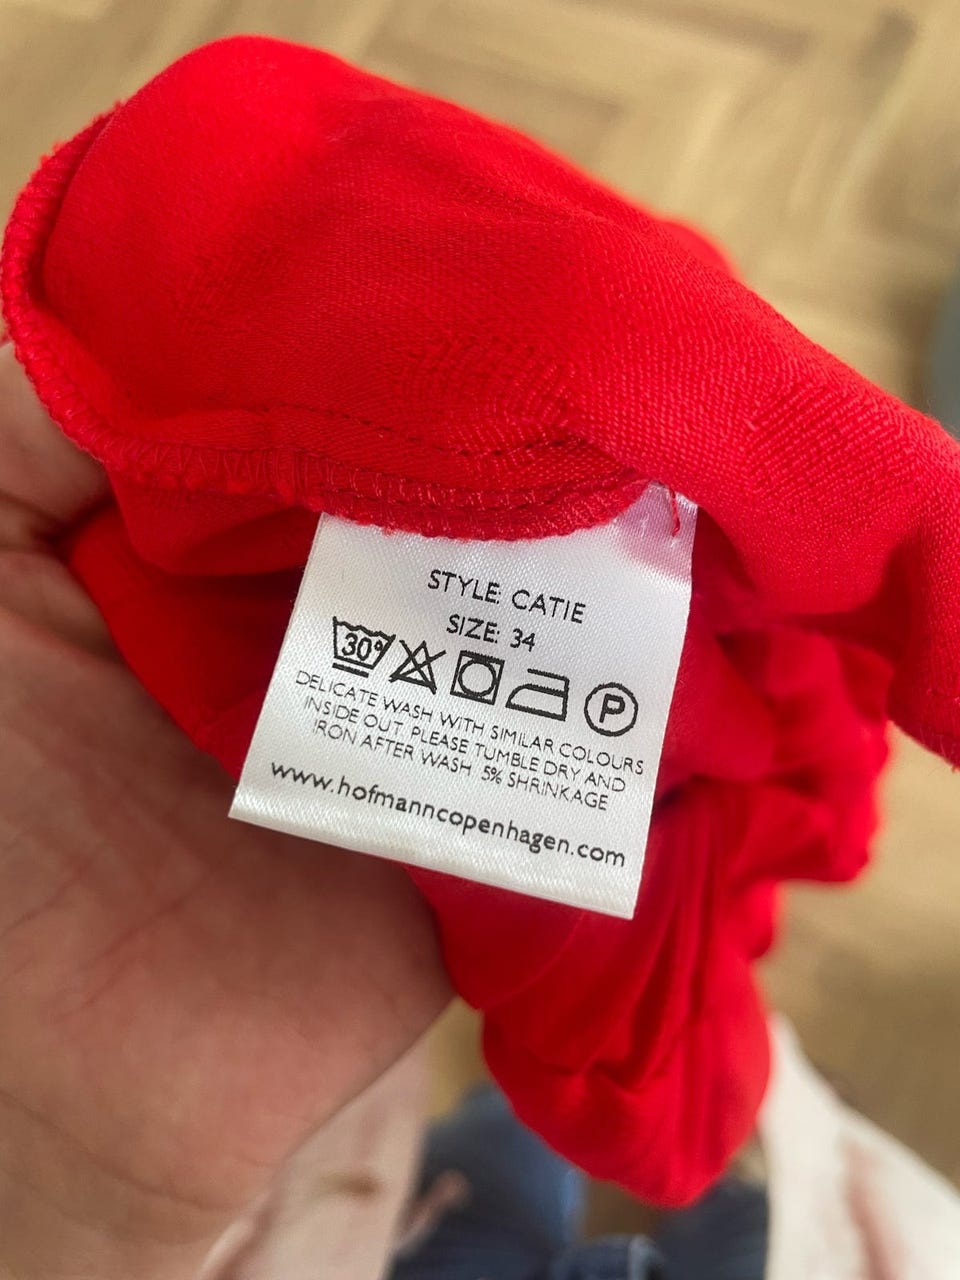 STYLE: CATIE
SIZE: 34
30° P
DELICATE WASH WITH SIMILAR COLOURS
INSIDE OUT. PLEASE TUMBLE DRY AND
IRON AFTER WASH 5% SHRINKAGE
www.hofmanncopenhagen.com